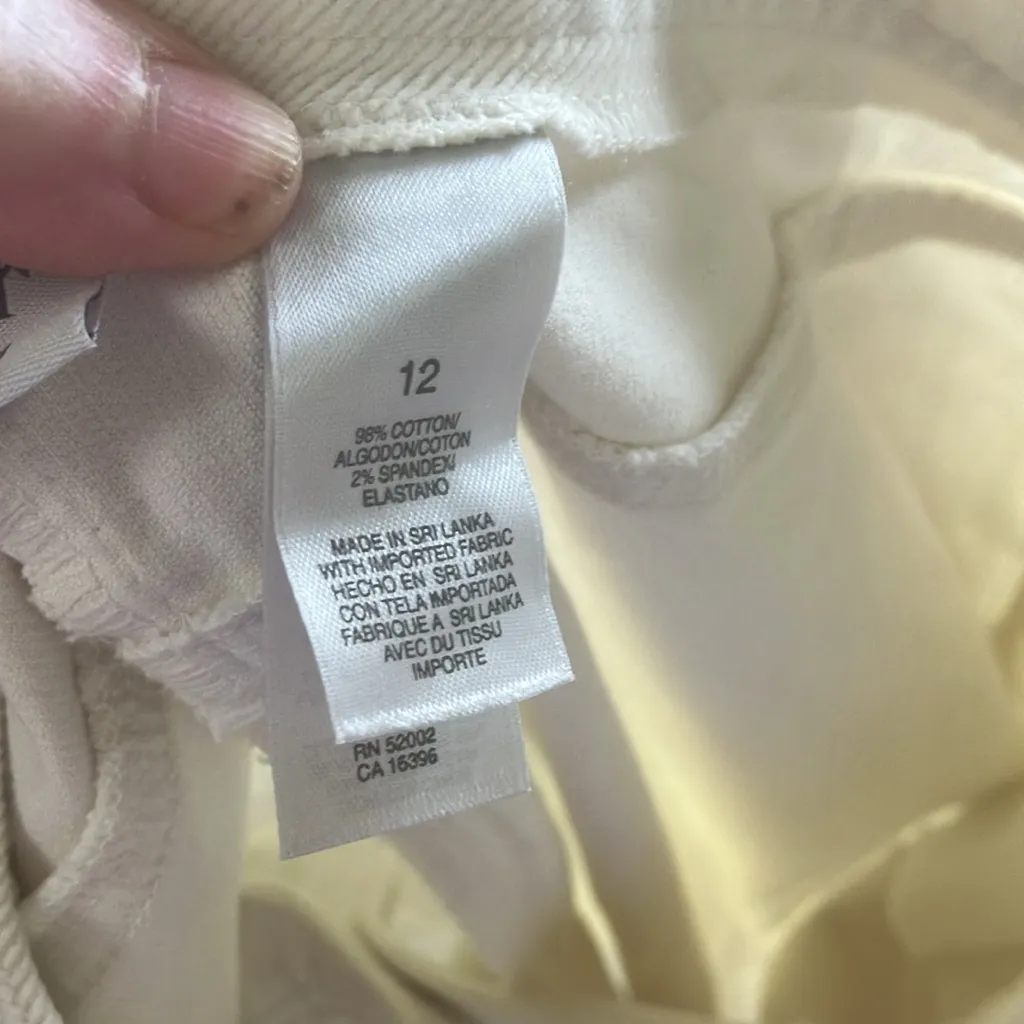 12
98% COTTON/
ALGODON/COTON
2% SPANDEX/
ELASTANO
MADE IN SRI LANKA
WITH IMPORTED FABRIC
HECHO EN SRI LANKA
CON TELA IMPORTADA
FABRIQUE A SRI LANKA
AVEC DU TISSU
IMPORTE
RN 52002
CA 16396